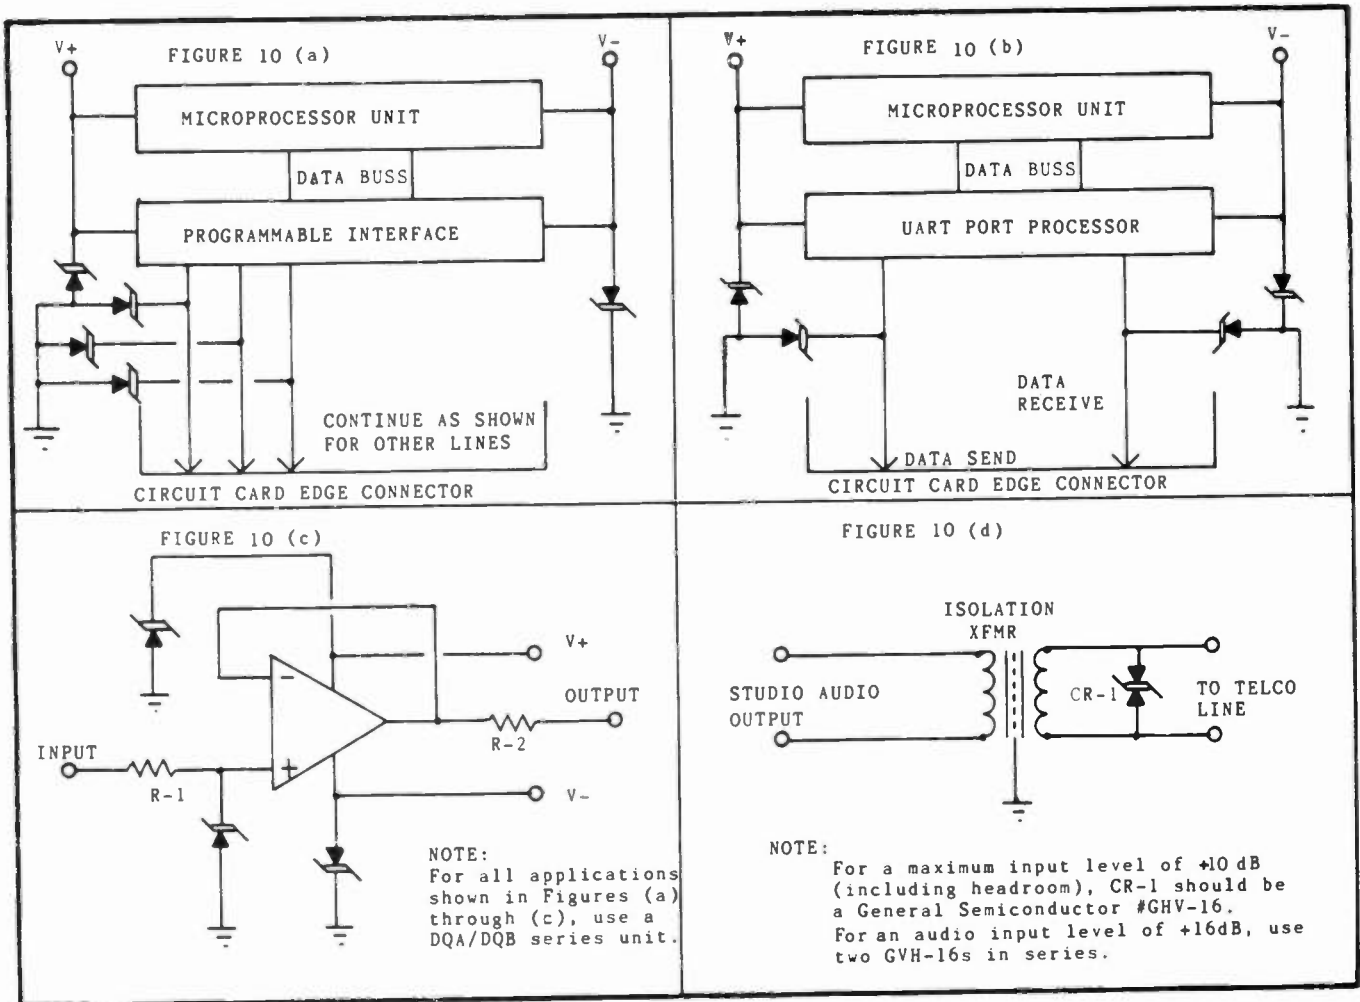 FIGURE 10 (a)
V+
V-
MICROPROCESSOR UNIT
DATA BUSS
PROGRAMMABLE INTERFACE
CONTINUE AS SHOWN
FOR OTHER LINES
CIRCUIT CARD EDGE CONNECTOR
FIGURE 10 (b)
V+
V-
MICROPROCESSOR UNIT
DATA BUSS
UART PORT PROCESSOR
DATA
RECEIVE
DATA SEND
CIRCUIT CARD EDGE CONNECTOR
FIGURE 10 (c)
V+
-
OUTPUT
R-2
INPUT
+
R-1
V-
NOTE:
For all applications
shown in Figures (a)
through (c), use a
DQA/DQB series unit.
FIGURE 10 (d)
ISOLATION
XFMR
STUDIO AUDIO
OUTPUT
CR-1
TO TELCO
LINE
NOTE:
For a maximum input level of +10 dB
(including headroom), CR-1 should be
a General Semiconductor #GHV-16.
For an audio input level of +16dB, use
two GVH-16s in series.